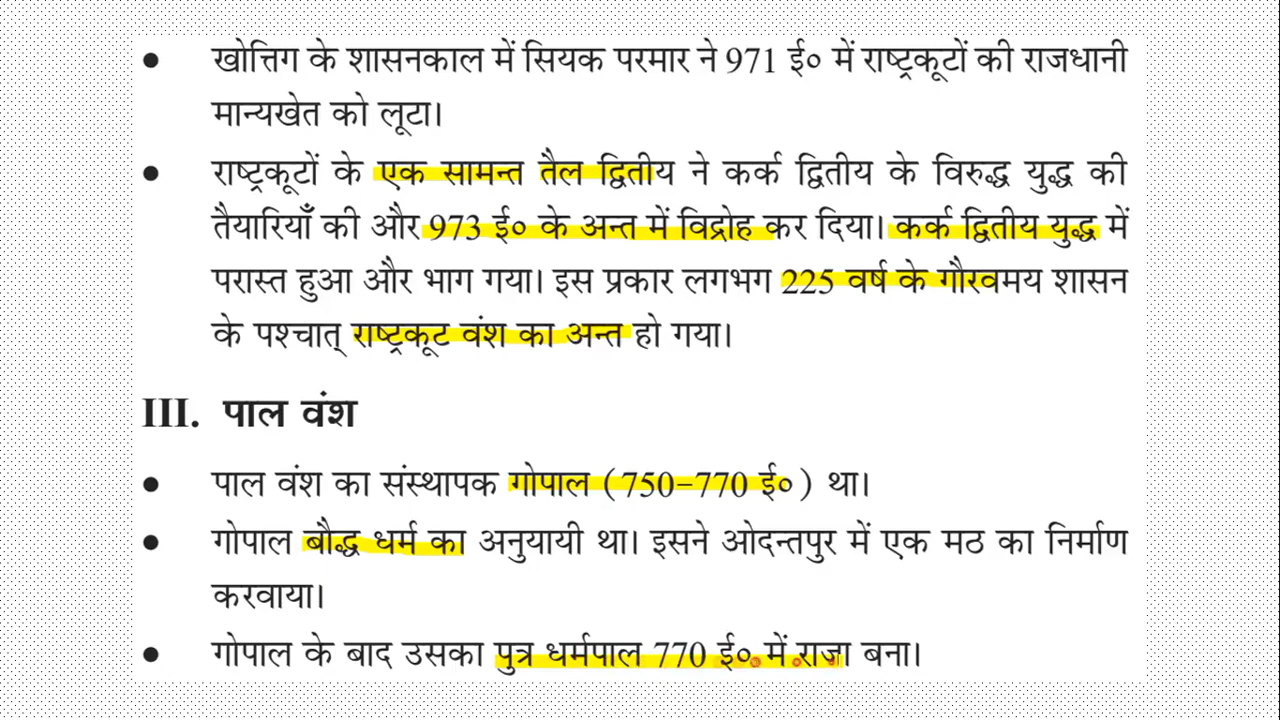 • खोत्तिग के शासनकाल में सियक परमार ने 971 ई० में राष्ट्रकूटों की राजधानी
मान्यखेत को लूटा।
• राष्ट्रकूटों के एक सामन्त तैल द्वितीय ने कर्क द्वितीय के विरुद्ध युद्ध की
तैयारियाँ की और 973 ई० के अन्त में विद्रोह कर दिया। कर्क द्वितीय युद्ध में
परास्त हुआ और भाग गया। इस प्रकार लगभग 225 वर्ष के गौरवमय शासन
के पश्चात् राष्ट्रकूट वंश का अन्त हो गया।
III. पाल वंश
• पाल वंश का संस्थापक गोपाल (750-770 ई०) था।
• गोपाल बौद्ध धर्म का अनुयायी था। इसने ओदन्तपुर में एक मठ का निर्माण
करवाया।
• गोपाल के बाद उसका पुत्र धर्मपाल 770 ई० में राजा बना।